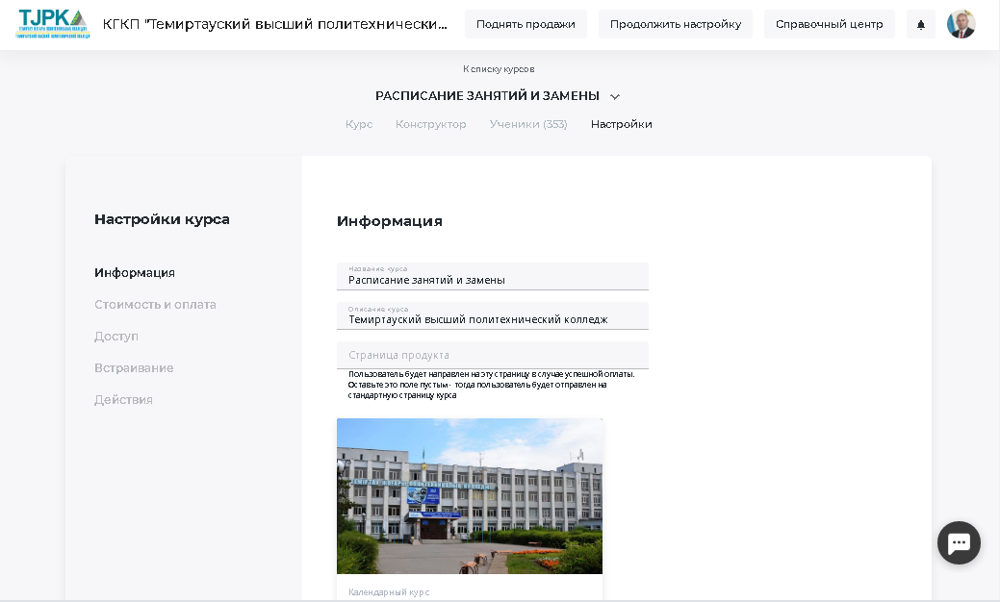 TJPKA
КГКП "Темиртауский высший политехнически...
Поднять продажи
Продолжить настройку
Справочный центр
К списку курсов
РАСПИСАНИЕ ЗАНЯТИЙ И ЗАМЕНЫ
Курс
Конструктор
Ученики (353)
Настройки
Настройки курса
Информация
Стоимость и оплата
Доступ
Встраивание
Действия
Информация
Название курса
Расписание занятий и замены
Описание курса
Темиртауский высший политехнический колледж
Страница продукта
Пользователь будет направлен на эту страницу в случае успешной оплаты.
Оставьте это поле пустым - тогда пользователь будет отправлен на
стандартную страницу курса
Календарный курс